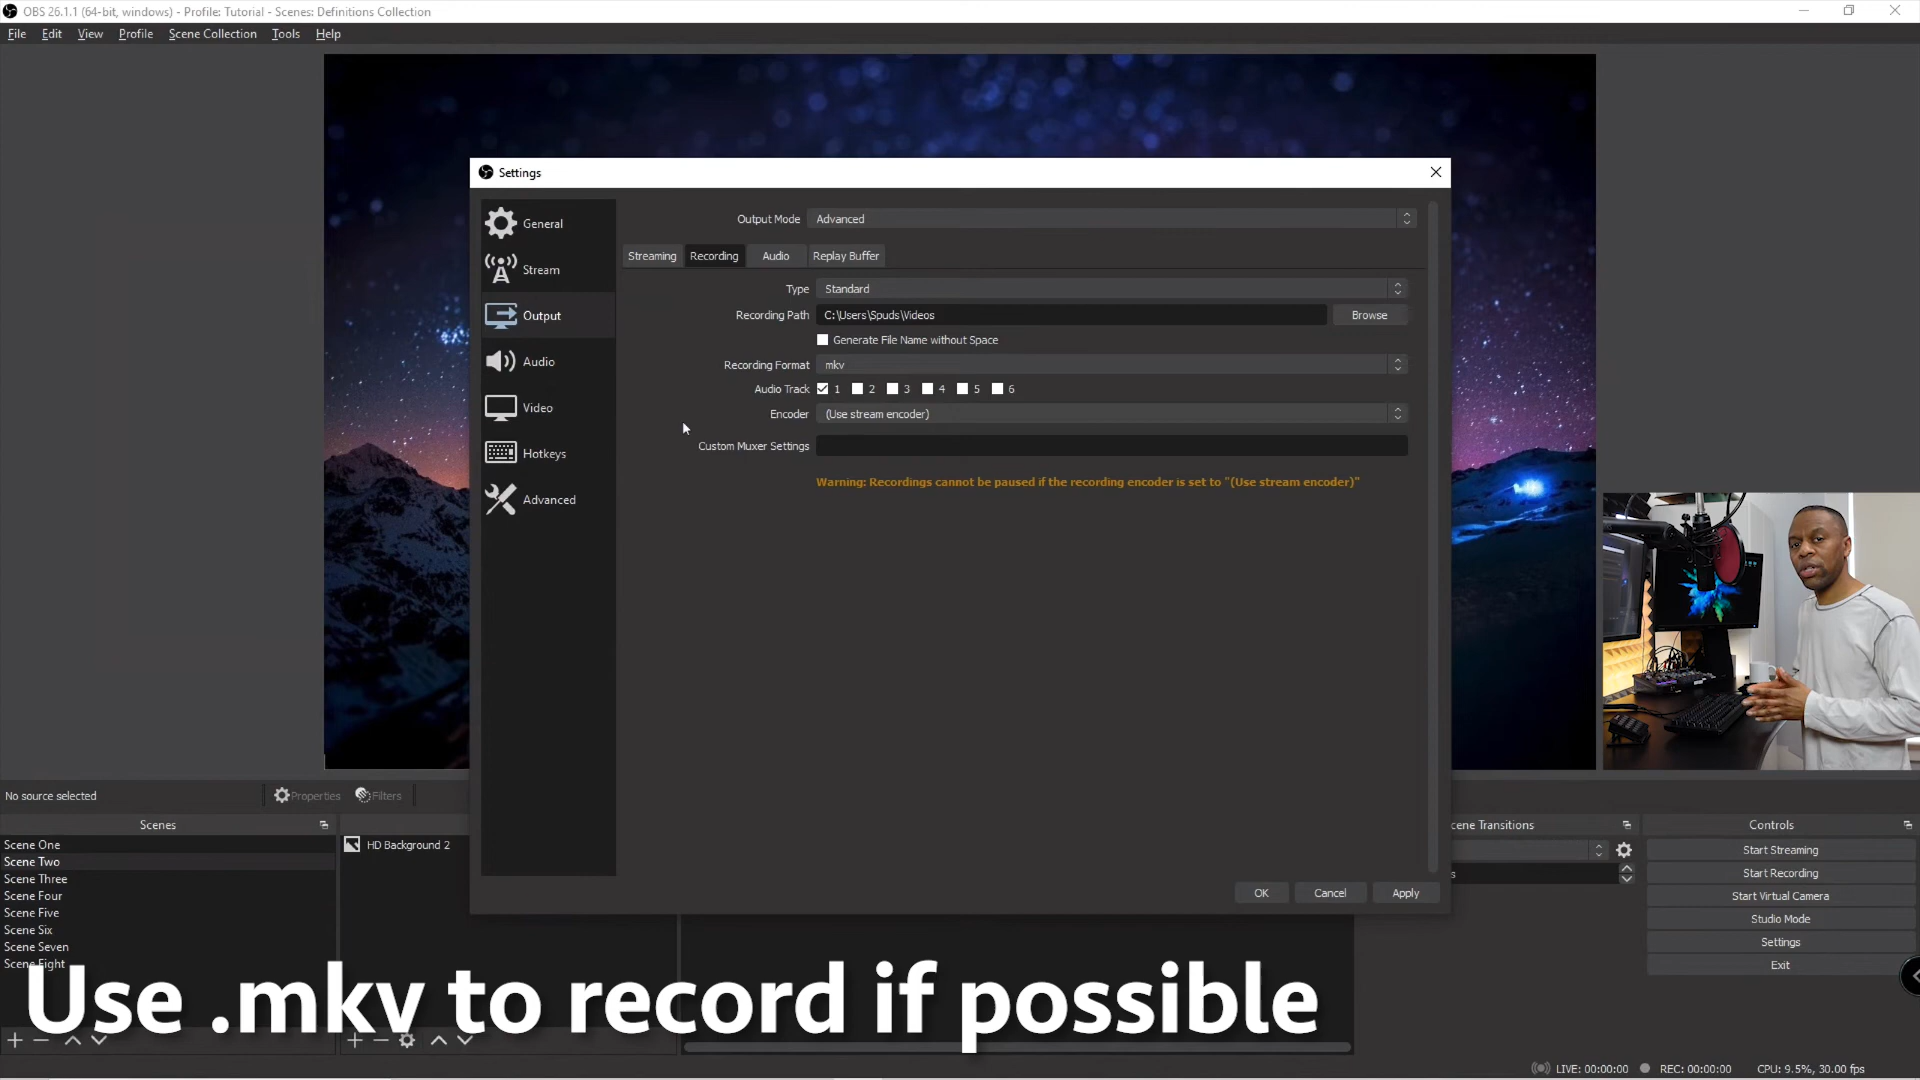 OBS 26.1.1 (64-bit, windows) - Profile: Tutorial - Scenes: Definitions Collection
File Edit View Profile Scene Collection Tools Help
Settings
General
Stream
Output
Audio
Video
Hotkeys
Advanced
Output Mode Advanced
Streaming Recording Audio Replay Buffer
Type Standard
Recording Path C:\Users\Spuds\Videos Browse
Generate File Name without Space
Recording Format mkv
Audio Track 1 2 3 4 5 6
Encoder (Use stream encoder)
Custom Muxer Settings
Warning: Recordings cannot be paused if the recording encoder is set to "(Use stream encoder)"
OK Cancel Apply
No source selected Properties Filters
Scenes
Scene One
Scene Two
Scene Three
Scene Four
Scene Five
Scene Six
Scene Seven
Scene Eight
HD Background 2
cene Transitions
s
Controls
Start Streaming
Start Recording
Start Virtual Camera
Studio Mode
Settings
Exit
Use .mkv to record if possible
LIVE: 00:00:00 REC: 00:00:00 CPU: 9.5%, 30.00 fps